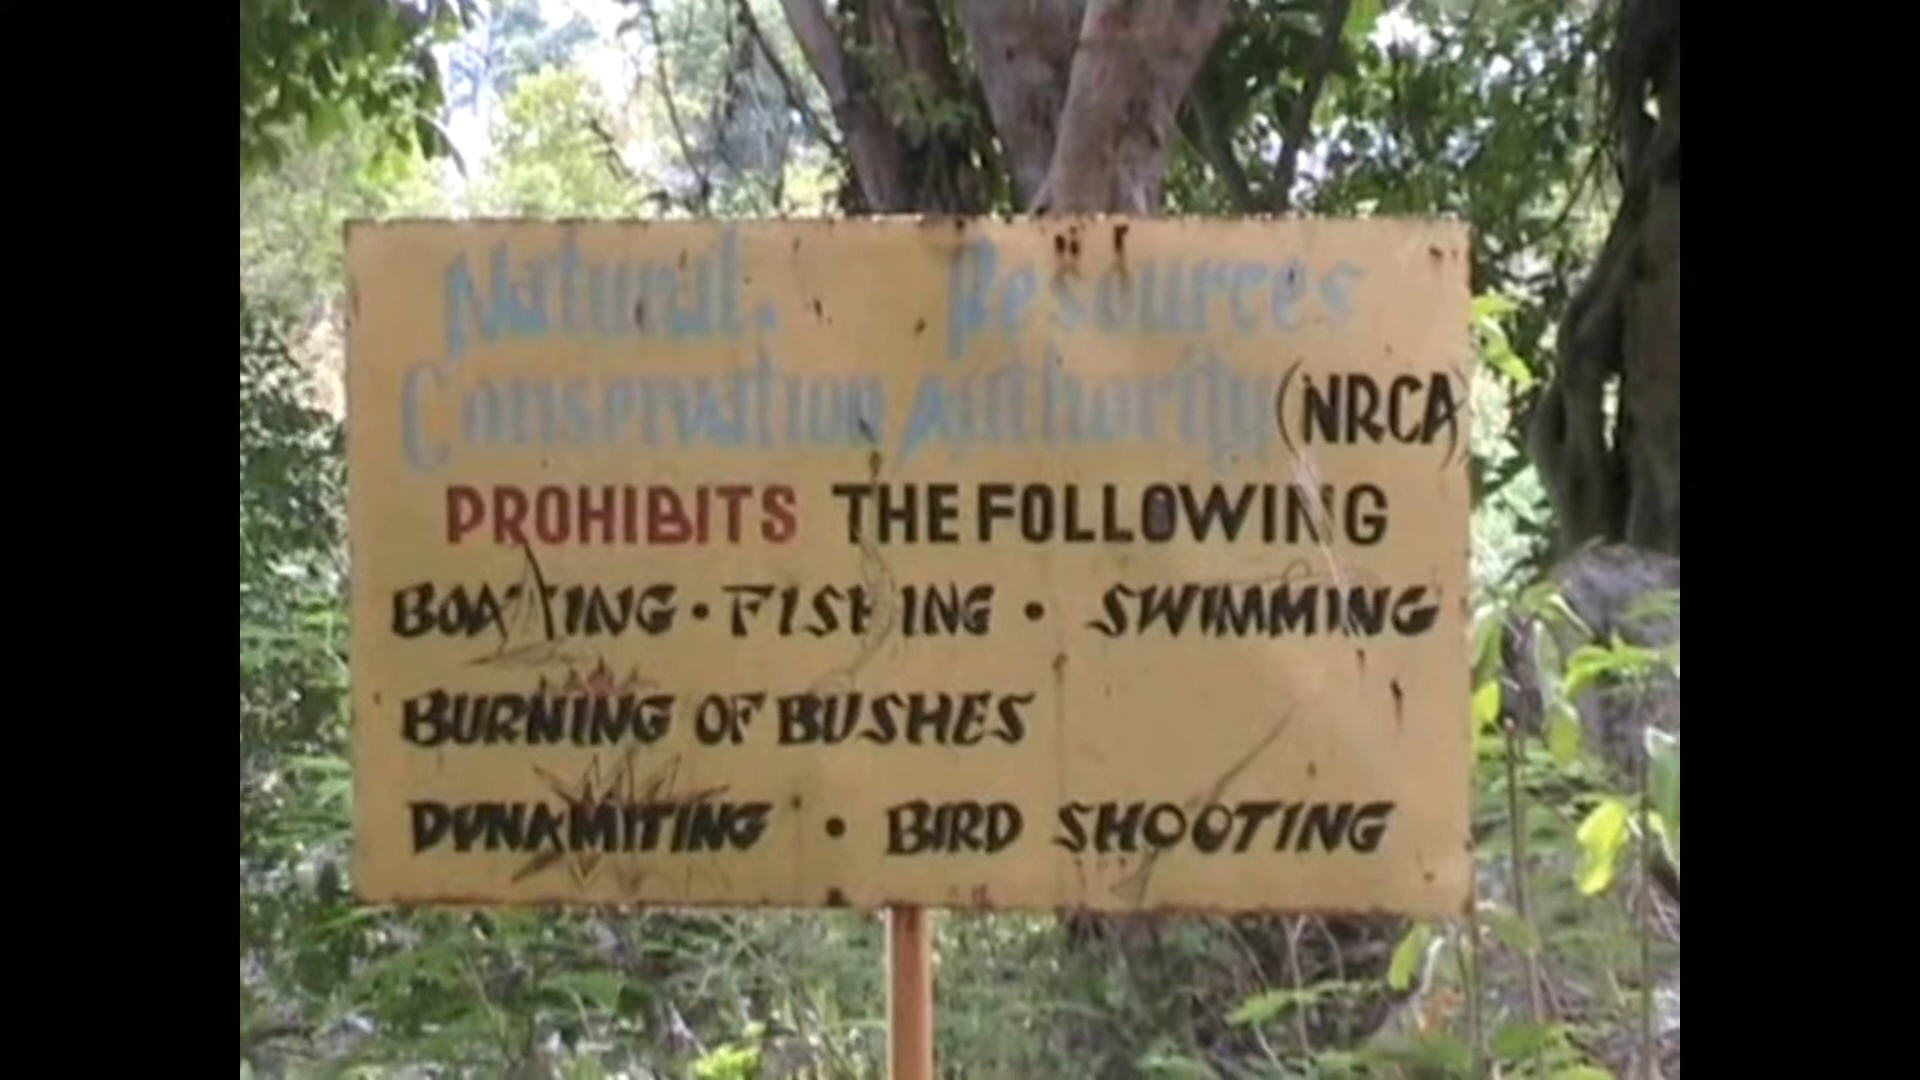 Natural. Resources
Conservation Authority (NRCA)
PROHIBITS THE FOLLOWING
BOATING • FISHING • SWIMMING
BURNING OF BUSHES
DYNAMITING • BIRD SHOOTING